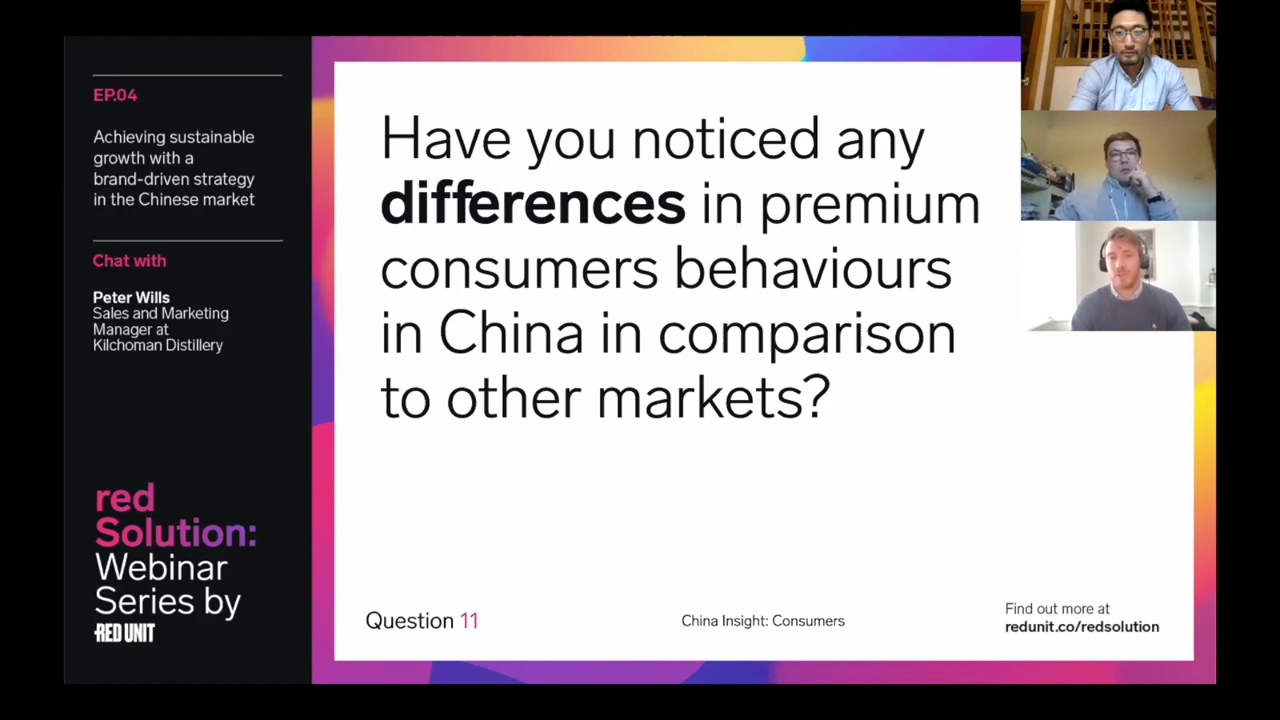 EP.04
Achieving sustainable
growth with a
brand-driven strategy
in the Chinese market
Chat with
Peter Wills
Sales and Marketing
Manager at
Kilchoman Distillery
red
Solution:
Webinar
Series by
RED UNIT
Have you noticed any
differences in premium
consumers behaviours
in China in comparison
to other markets?
Question 11
China Insight: Consumers
Find out more at
redunit.co/redsolution